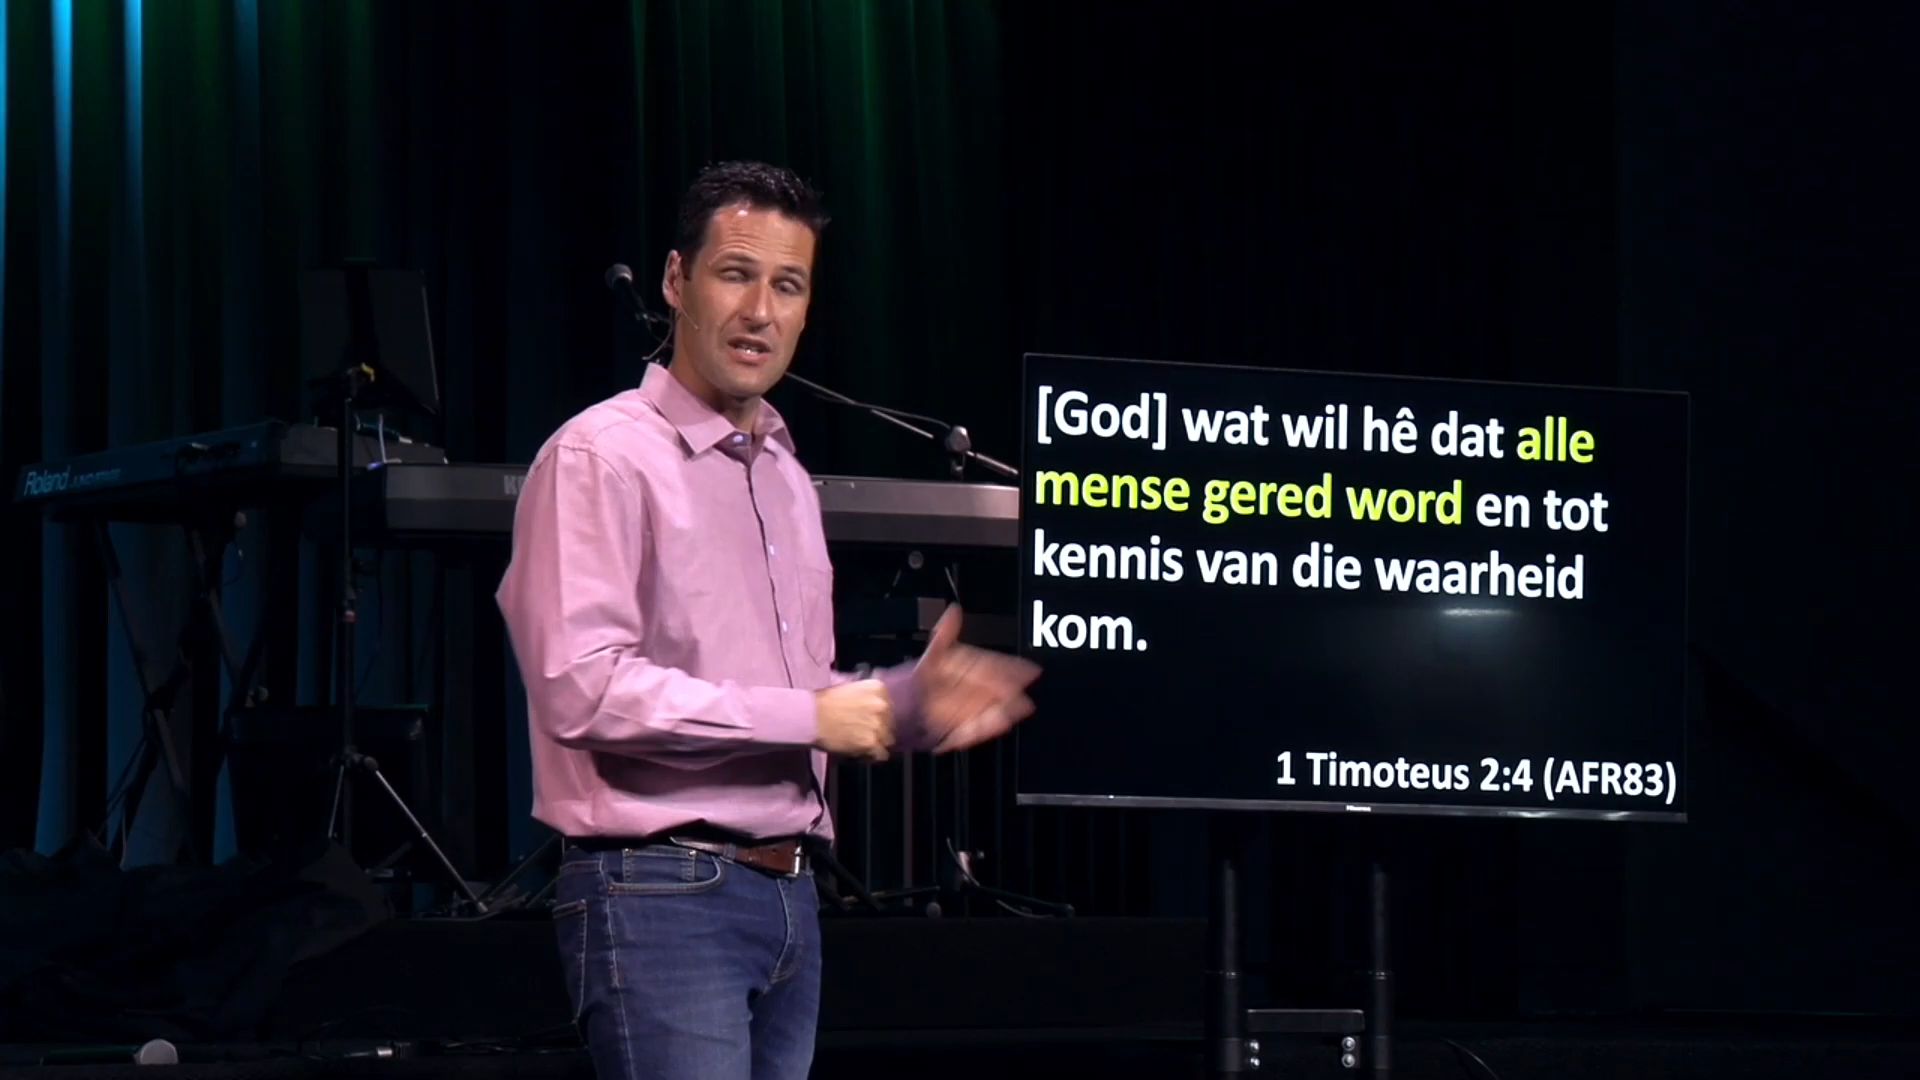 [God] wat wil hê dat alle
mense gered word en tot
kennis van die waarheid
kom.
1 Timoteus 2:4 (AFR83)
Roland
Hisense